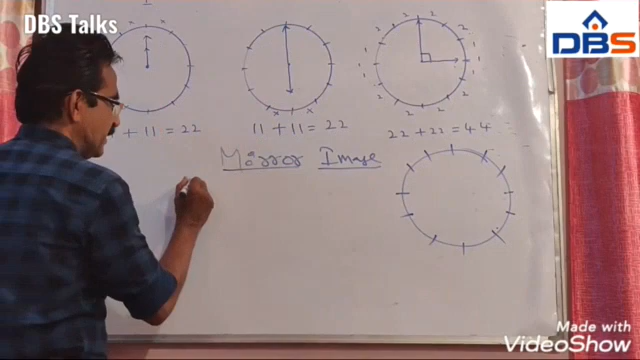 DBS Talks
DBS
+ 11 = 22
11 + 11 = 22
22 + 22 = 44
Mirror Image
Made with
VideoShow